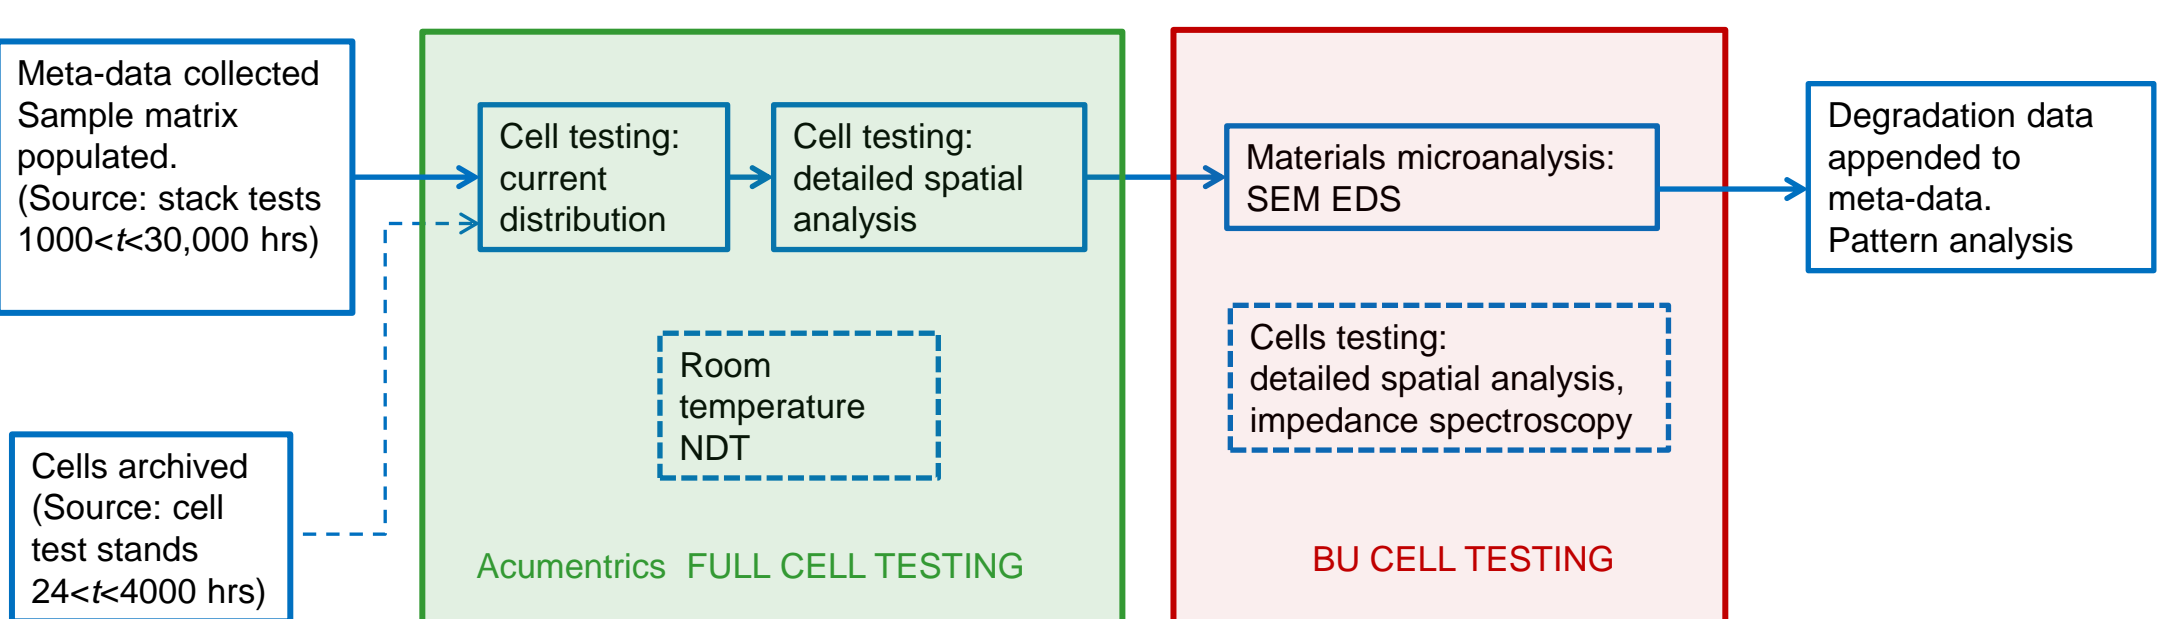 Meta-data collected
Sample matrix
populated.
(Source: stack tests
1000<t<30,000 hrs)
Cells archived
(Source: cell
test stands
24<t<4000 hrs)
Cell testing:
current
distribution
Cell testing:
detailed spatial
analysis
Room
temperature
NDT
Acumentrics FULL CELL TESTING
Materials microanalysis:
SEM EDS
Cells testing:
detailed spatial analysis,
impedance spectroscopy
BU CELL TESTING
Degradation data
appended to
meta-data.
Pattern analysis